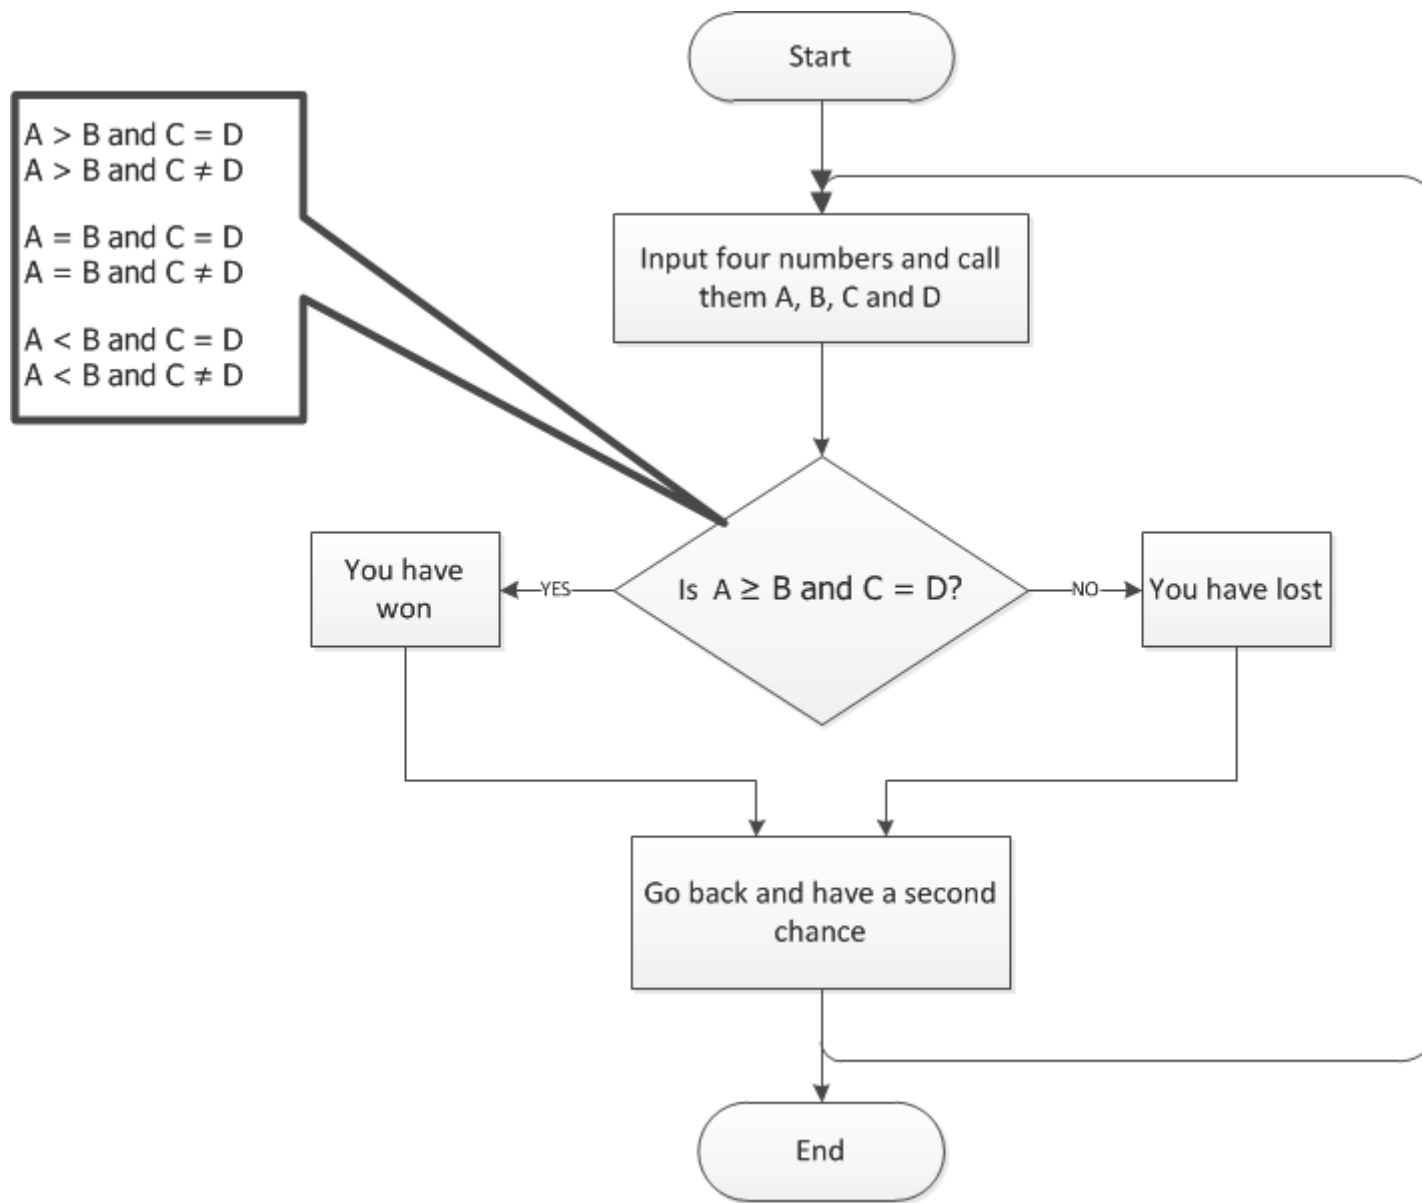 Start
A > B and C = D
A > B and C ≠ D
A = B and C = D
A = B and C ≠ D
A < B and C = D
A < B and C ≠ D
Input four numbers and call
them A, B, C and D
Is A ≥ B and C = D?
YES
You have
won
NO
You have lost
Go back and have a second
chance
End